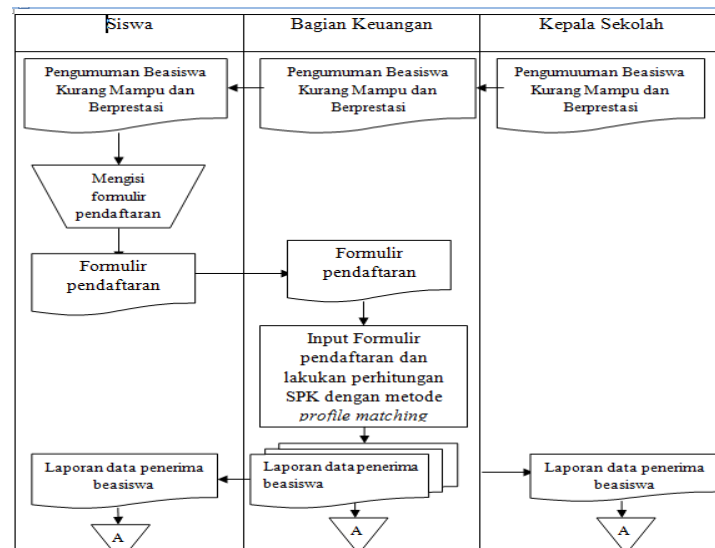 Siswa
Bagian Keuangan
Kepala Sekolah
Pengumuman Beasiswa
Kurang Mampu dan
Berprestasi
Pengumuman Beasiswa
Kurang Mampu dan
Berprestasi
Pengumuuman Beasiswa
Kurang Mampu dan
Berprestasi
Mengisi
formulir
pendaftaran
Formulir
pendaftaran
Formulir
pendaftaran
Input Formulir
pendaftaran dan
lakukan perhitungan
SPK dengan metode
profile matching
Laporan data penerima
beasiswa
Laporan data penerima
beasiswa
Laporan data penerima
beasiswa
A
A
A